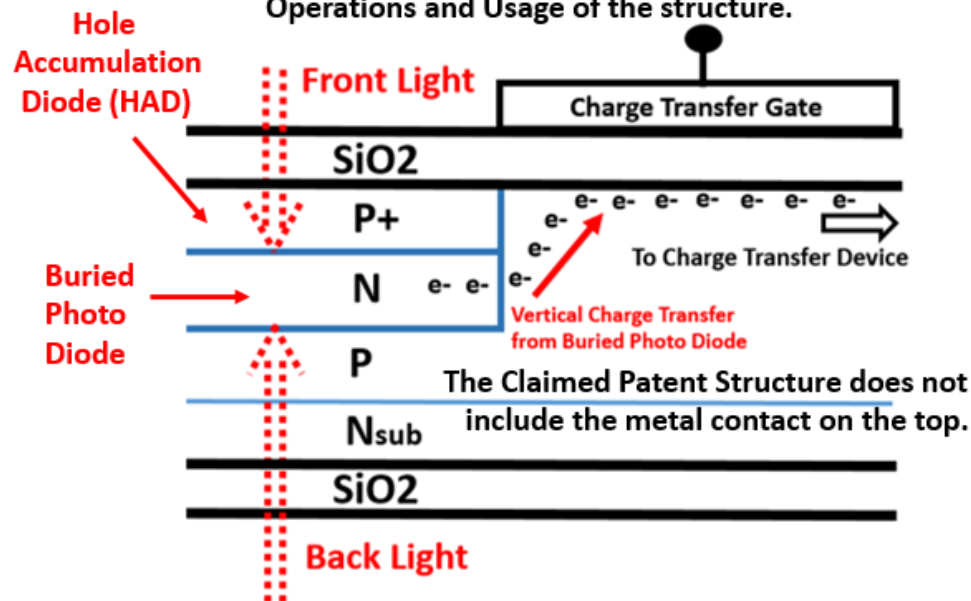 Operations and Usage of the structure.
Hole
Accumulation
Diode (HAD)
Front Light
Charge Transfer Gate
SiO2
P+
e- e- e- e- e- e- e-
e-
e-
e-
To Charge Transfer Device
Buried
Photo
Diode
N
e- e-
Vertical Charge Transfer
from Buried Photo Diode
P
The Claimed Patent Structure does not
include the metal contact on the top.
Nsub
SiO2
Back Light